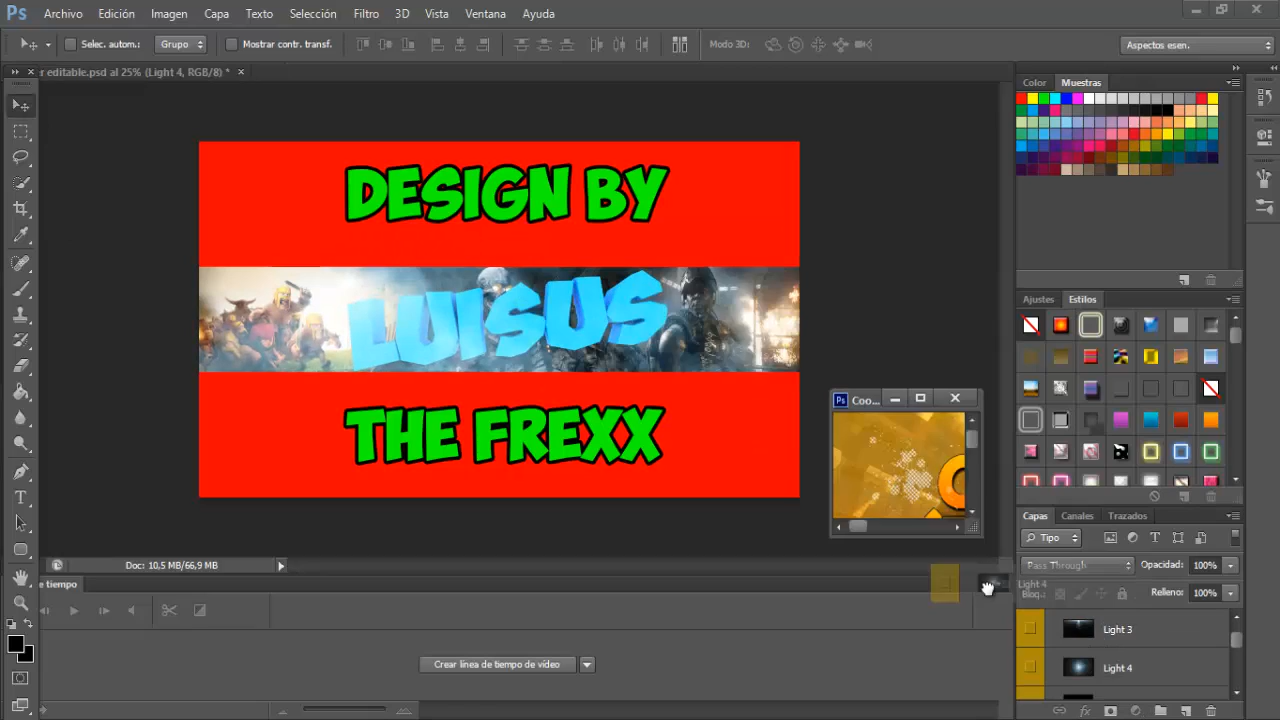 Ps Archivo Edición Imagen Capa Texto Selección Filtro 3D Vista Ventana Ayuda
Selec. autom.: Grupo Mostrar contr. transf. Modo 3D: Aspectos esen.
er editable.psd al 25% (Light 4, RGB/8) * ×
Color Muestras
DESIGN BY
LUISUS
THE FREXX
Ajustes Estilos
Ps Coo...
Capas Canales Trazados
Tipo
Pass Through Opacidad: 100%
Light 4
Bloq.: Relleno: 100%
Light 3
Light 4
Doc: 10,5 MB/66,9 MB
e tiempo
Crear línea de tiempo de vídeo